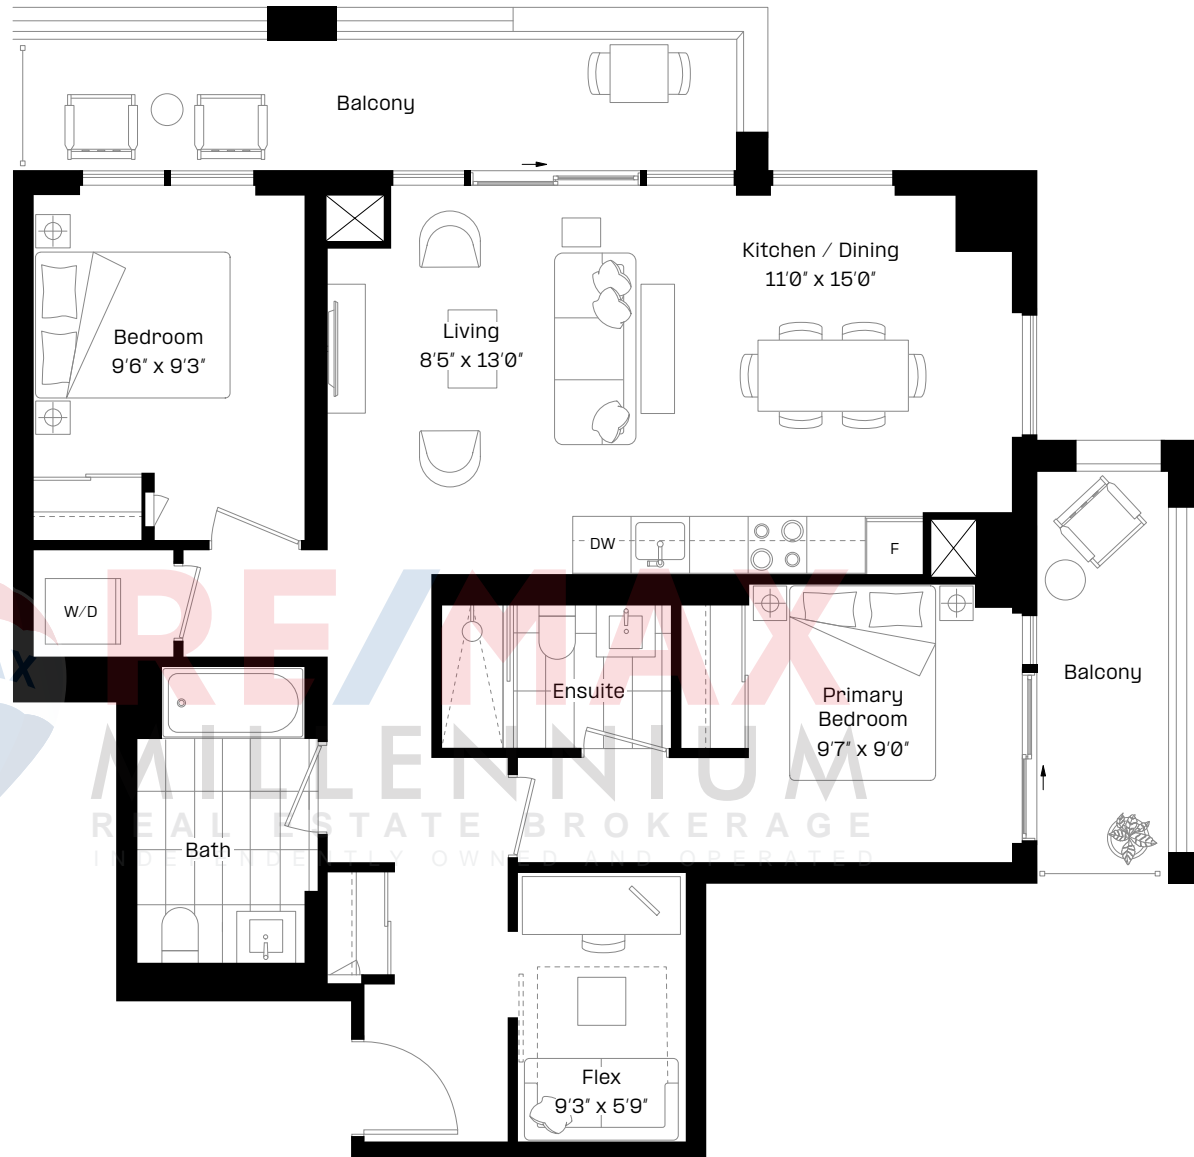 Balcony
Kitchen / Dining
11'0" x 15'0"
Living
8'5" x 13'0"
Bedroom
9'6" x 9'3"
DW
F
W/D
RE/MAX
X
Ensuite
Balcony
Primary
Bedroom
9'7" x 9'0"
MILLENNIUM
REAL ESTATE BROKERAGE
Bath
INDEPENDENTLY OWNED AND OPERATED
Flex
9'3" x 5'9"